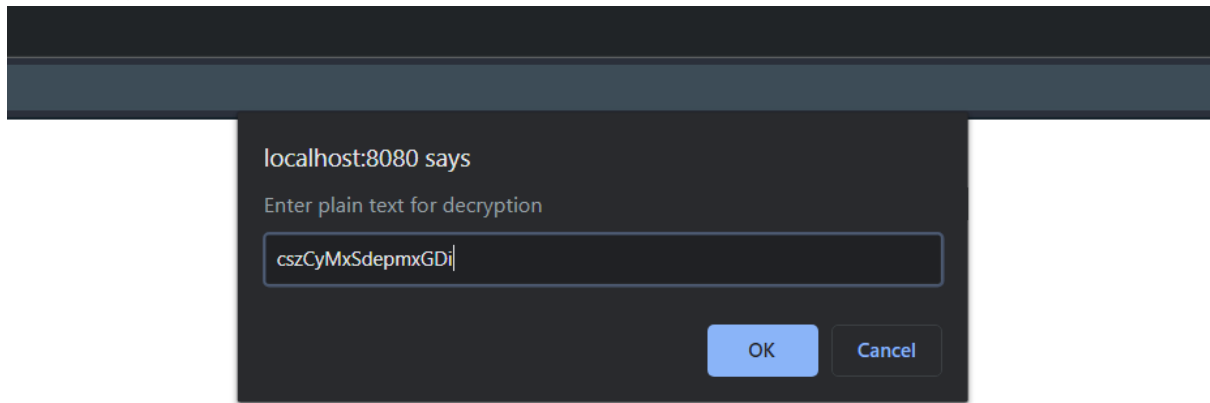 localhost:8080 says
Enter plain text for decryption
cszCyMxSdepmxGDi
OK
Cancel